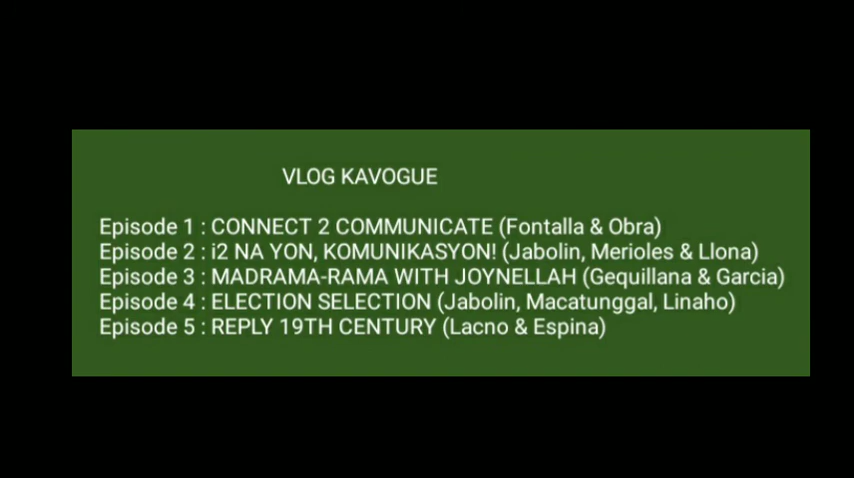 VLOG KAVOGUE
Episode 1 : CONNECT 2 COMMUNICATE (Fontalla & Obra)
Episode 2 : i2 NA YON, KOMUNIKASYON! (Jabolin, Merioles & Llona)
Episode 3 : MADRAMA-RAMA WITH JOYNELLAH (Gequillana & Garcia)
Episode 4 : ELECTION SELECTION (Jabolin, Macatunggal, Linaho)
Episode 5 : REPLY 19TH CENTURY (Lacno & Espina)